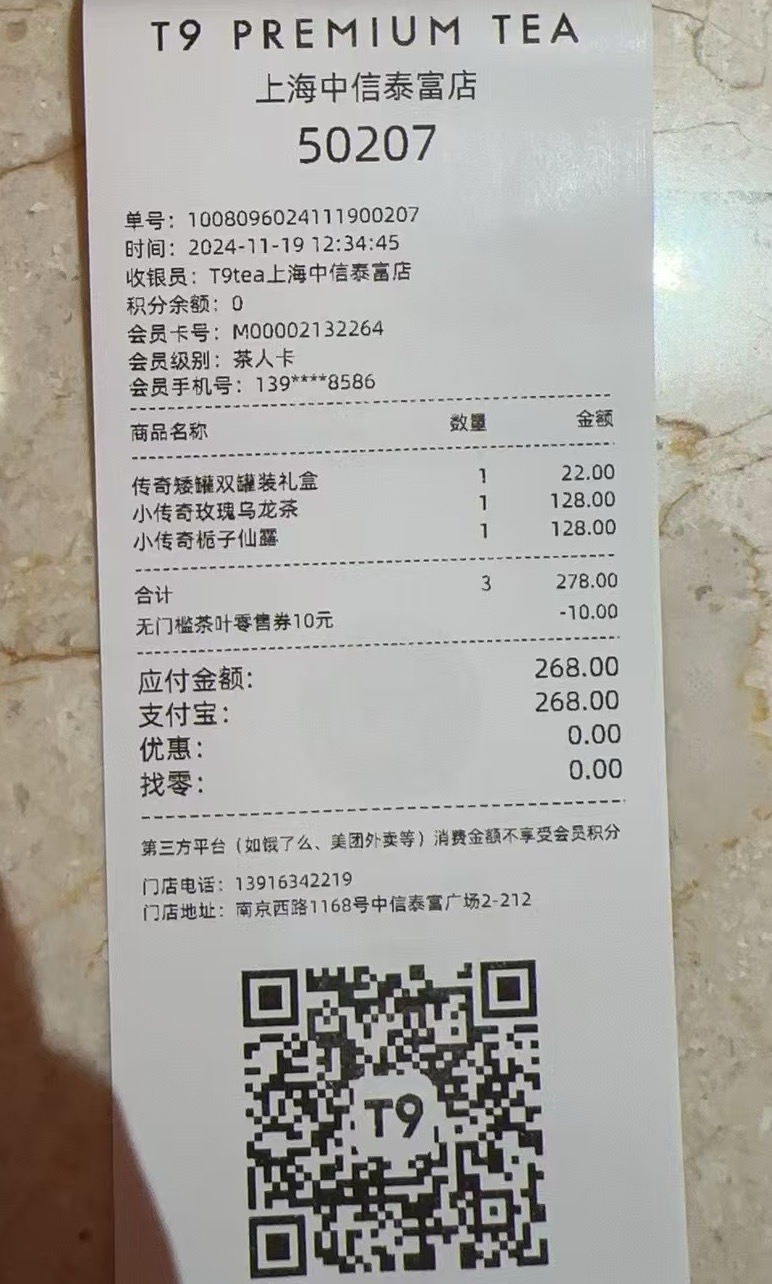 T9 PREMIUM TEA
上海中信泰富店
50207
单号：1008096024111900207
时间：2024-11-19 12:34:45
收银员：T9tea上海中信泰富店
积分余额：0
会员卡号：M00002132264
会员级别：茶人卡
会员手机号：139****8586
商品名称 数量 金额
传奇矮罐双罐装礼盒 1 22.00
小传奇玫瑰乌龙茶 1 128.00
小传奇栀子仙露 1 128.00
合计 3 278.00
无门槛茶叶零售券10元 -10.00
应付金额： 268.00
支付宝： 268.00
优惠： 0.00
找零： 0.00
第三方平台（如饿了么、美团外卖等）消费金额不享受会员积分
门店电话：13916342219
门店地址：南京西路1168号中信泰富广场2-212
T9